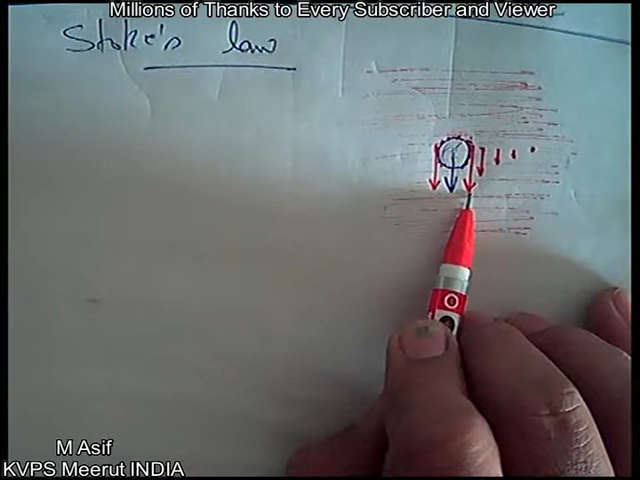 Millions of Thanks to Every Subscriber and Viewer
Stoke's law
M Asif
KVPS Meerut INDIA